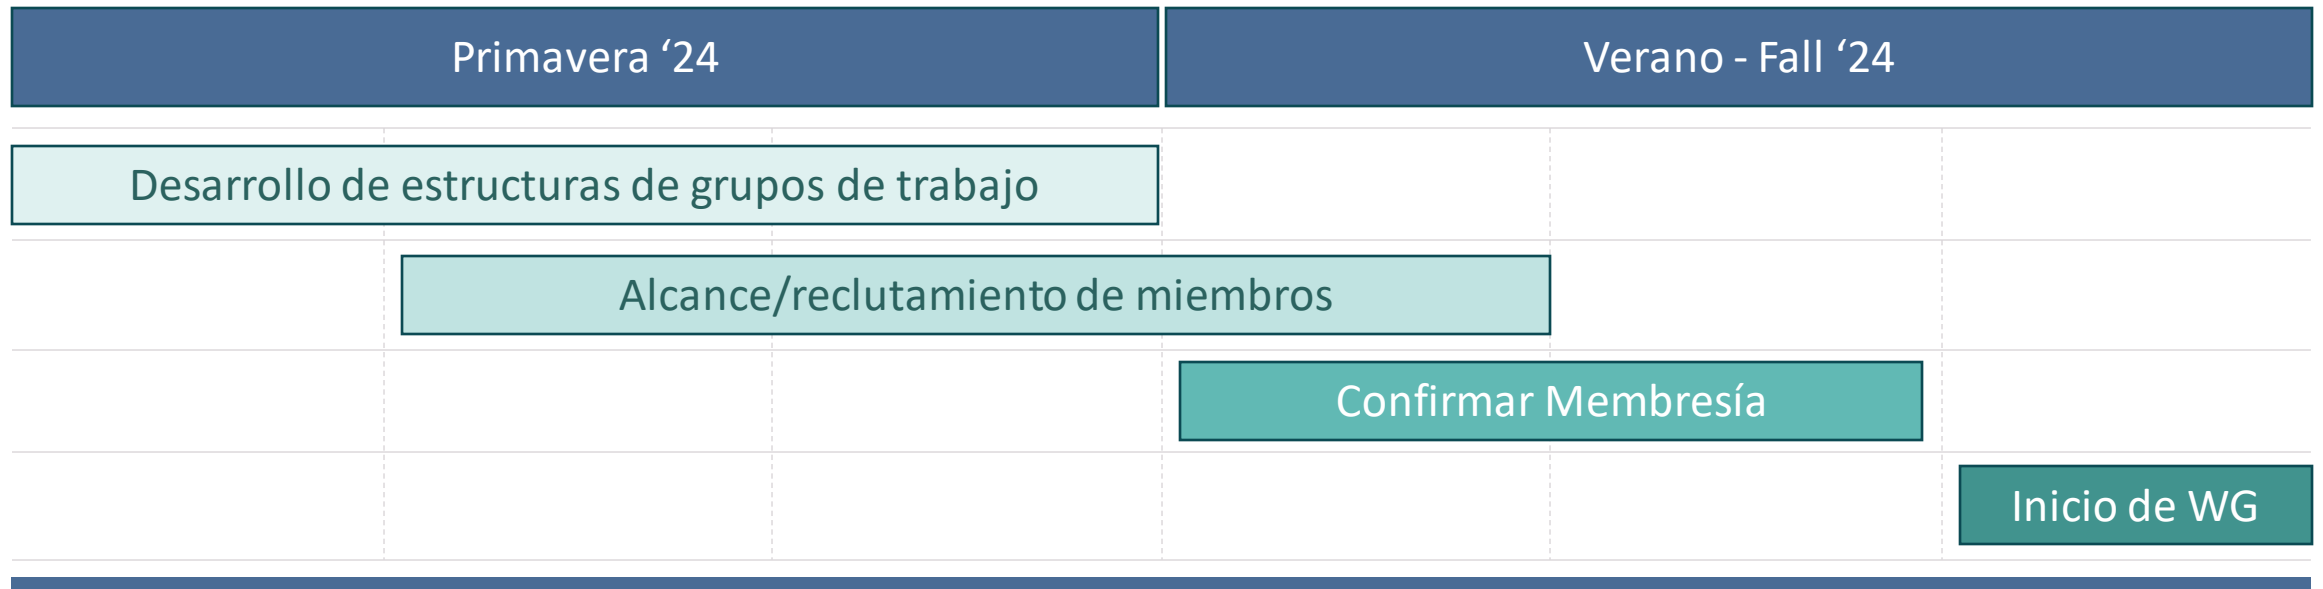 Primavera ‘24
Verano - Fall ‘24
Desarrollo de estructuras de grupos de trabajo
Alcance/reclutamiento de miembros
Confirmar Membresía
Inicio de WG